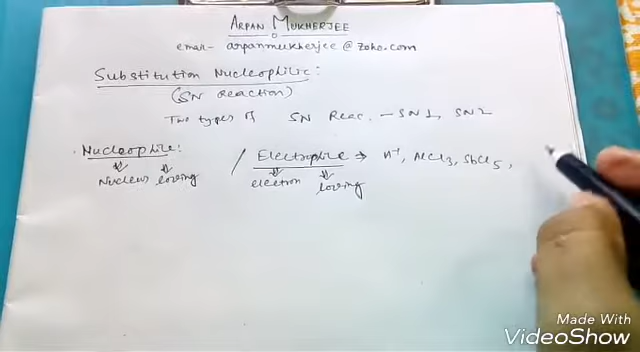 ARPAN MUKHERJEE
email- arpanmukherjee@zoho.com
Substitution Nucleophilic:
(SN Reaction)
Two types of SN Reac. - SN1, SN2
Nucleophile: / Electrophile → H⁺, AlCl3, SbCl5,
Nucleus loving electron loving
Made With
VideoShow